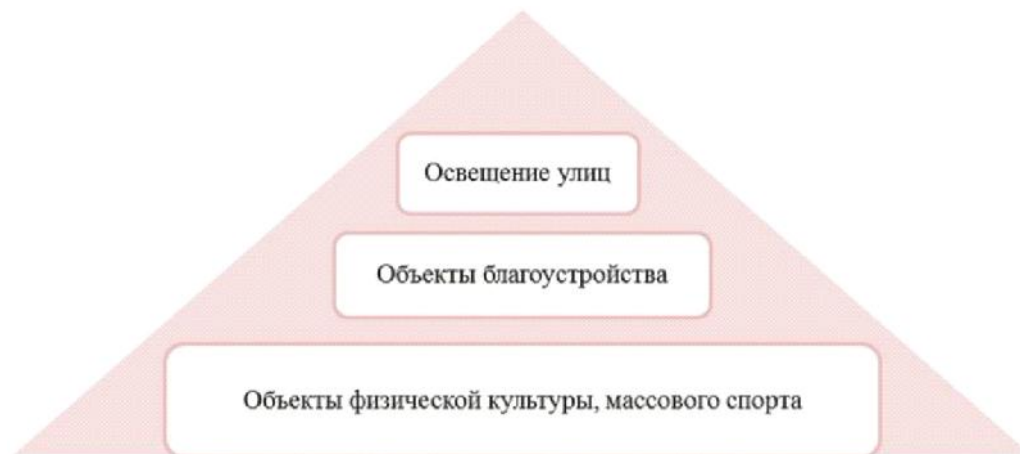 Освещение улиц
Объекты благоустройства
Объекты физической культуры, массового спорта